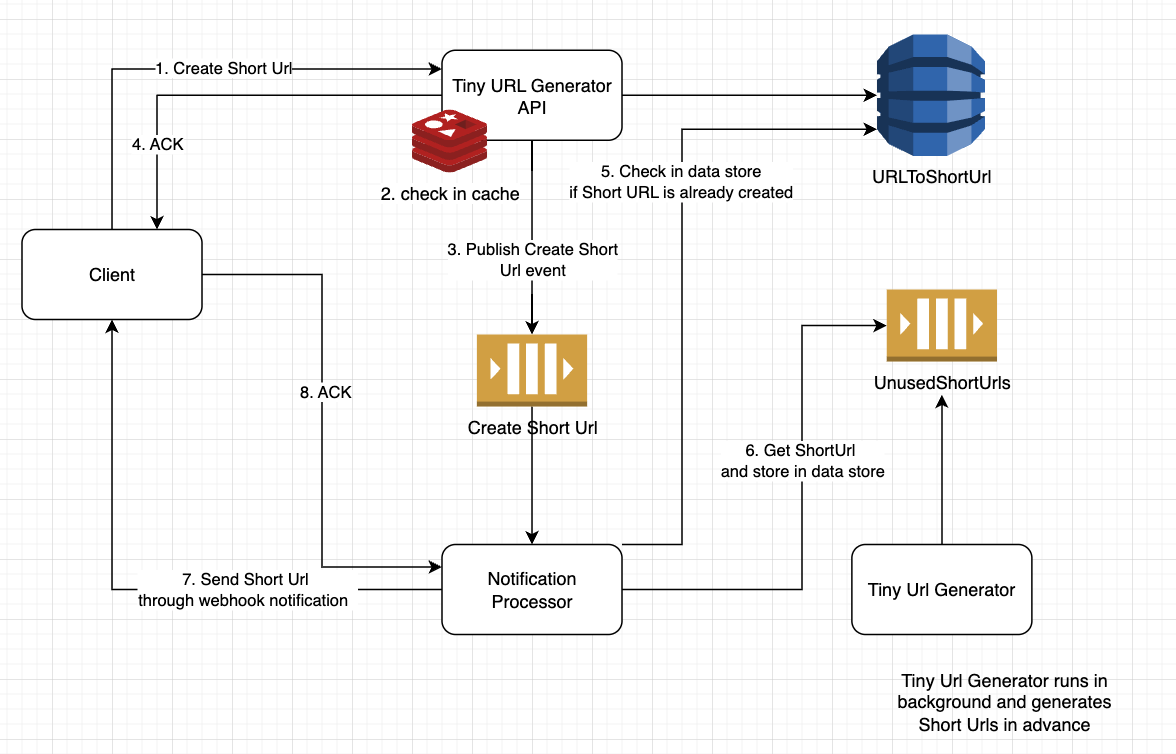 1. Create Short Url
Tiny URL Generator
API
4. ACK
2. check in cache
5. Check in data store
if Short URL is already created
URLToShortUrl
3. Publish Create Short
Url event
Client
UnusedShortUrls
8. ACK
Create Short Url
6. Get ShortUrl
and store in data store
7. Send Short Url
through webhook notification
Notification
Processor
Tiny Url Generator
Tiny Url Generator runs in
background and generates
Short Urls in advance